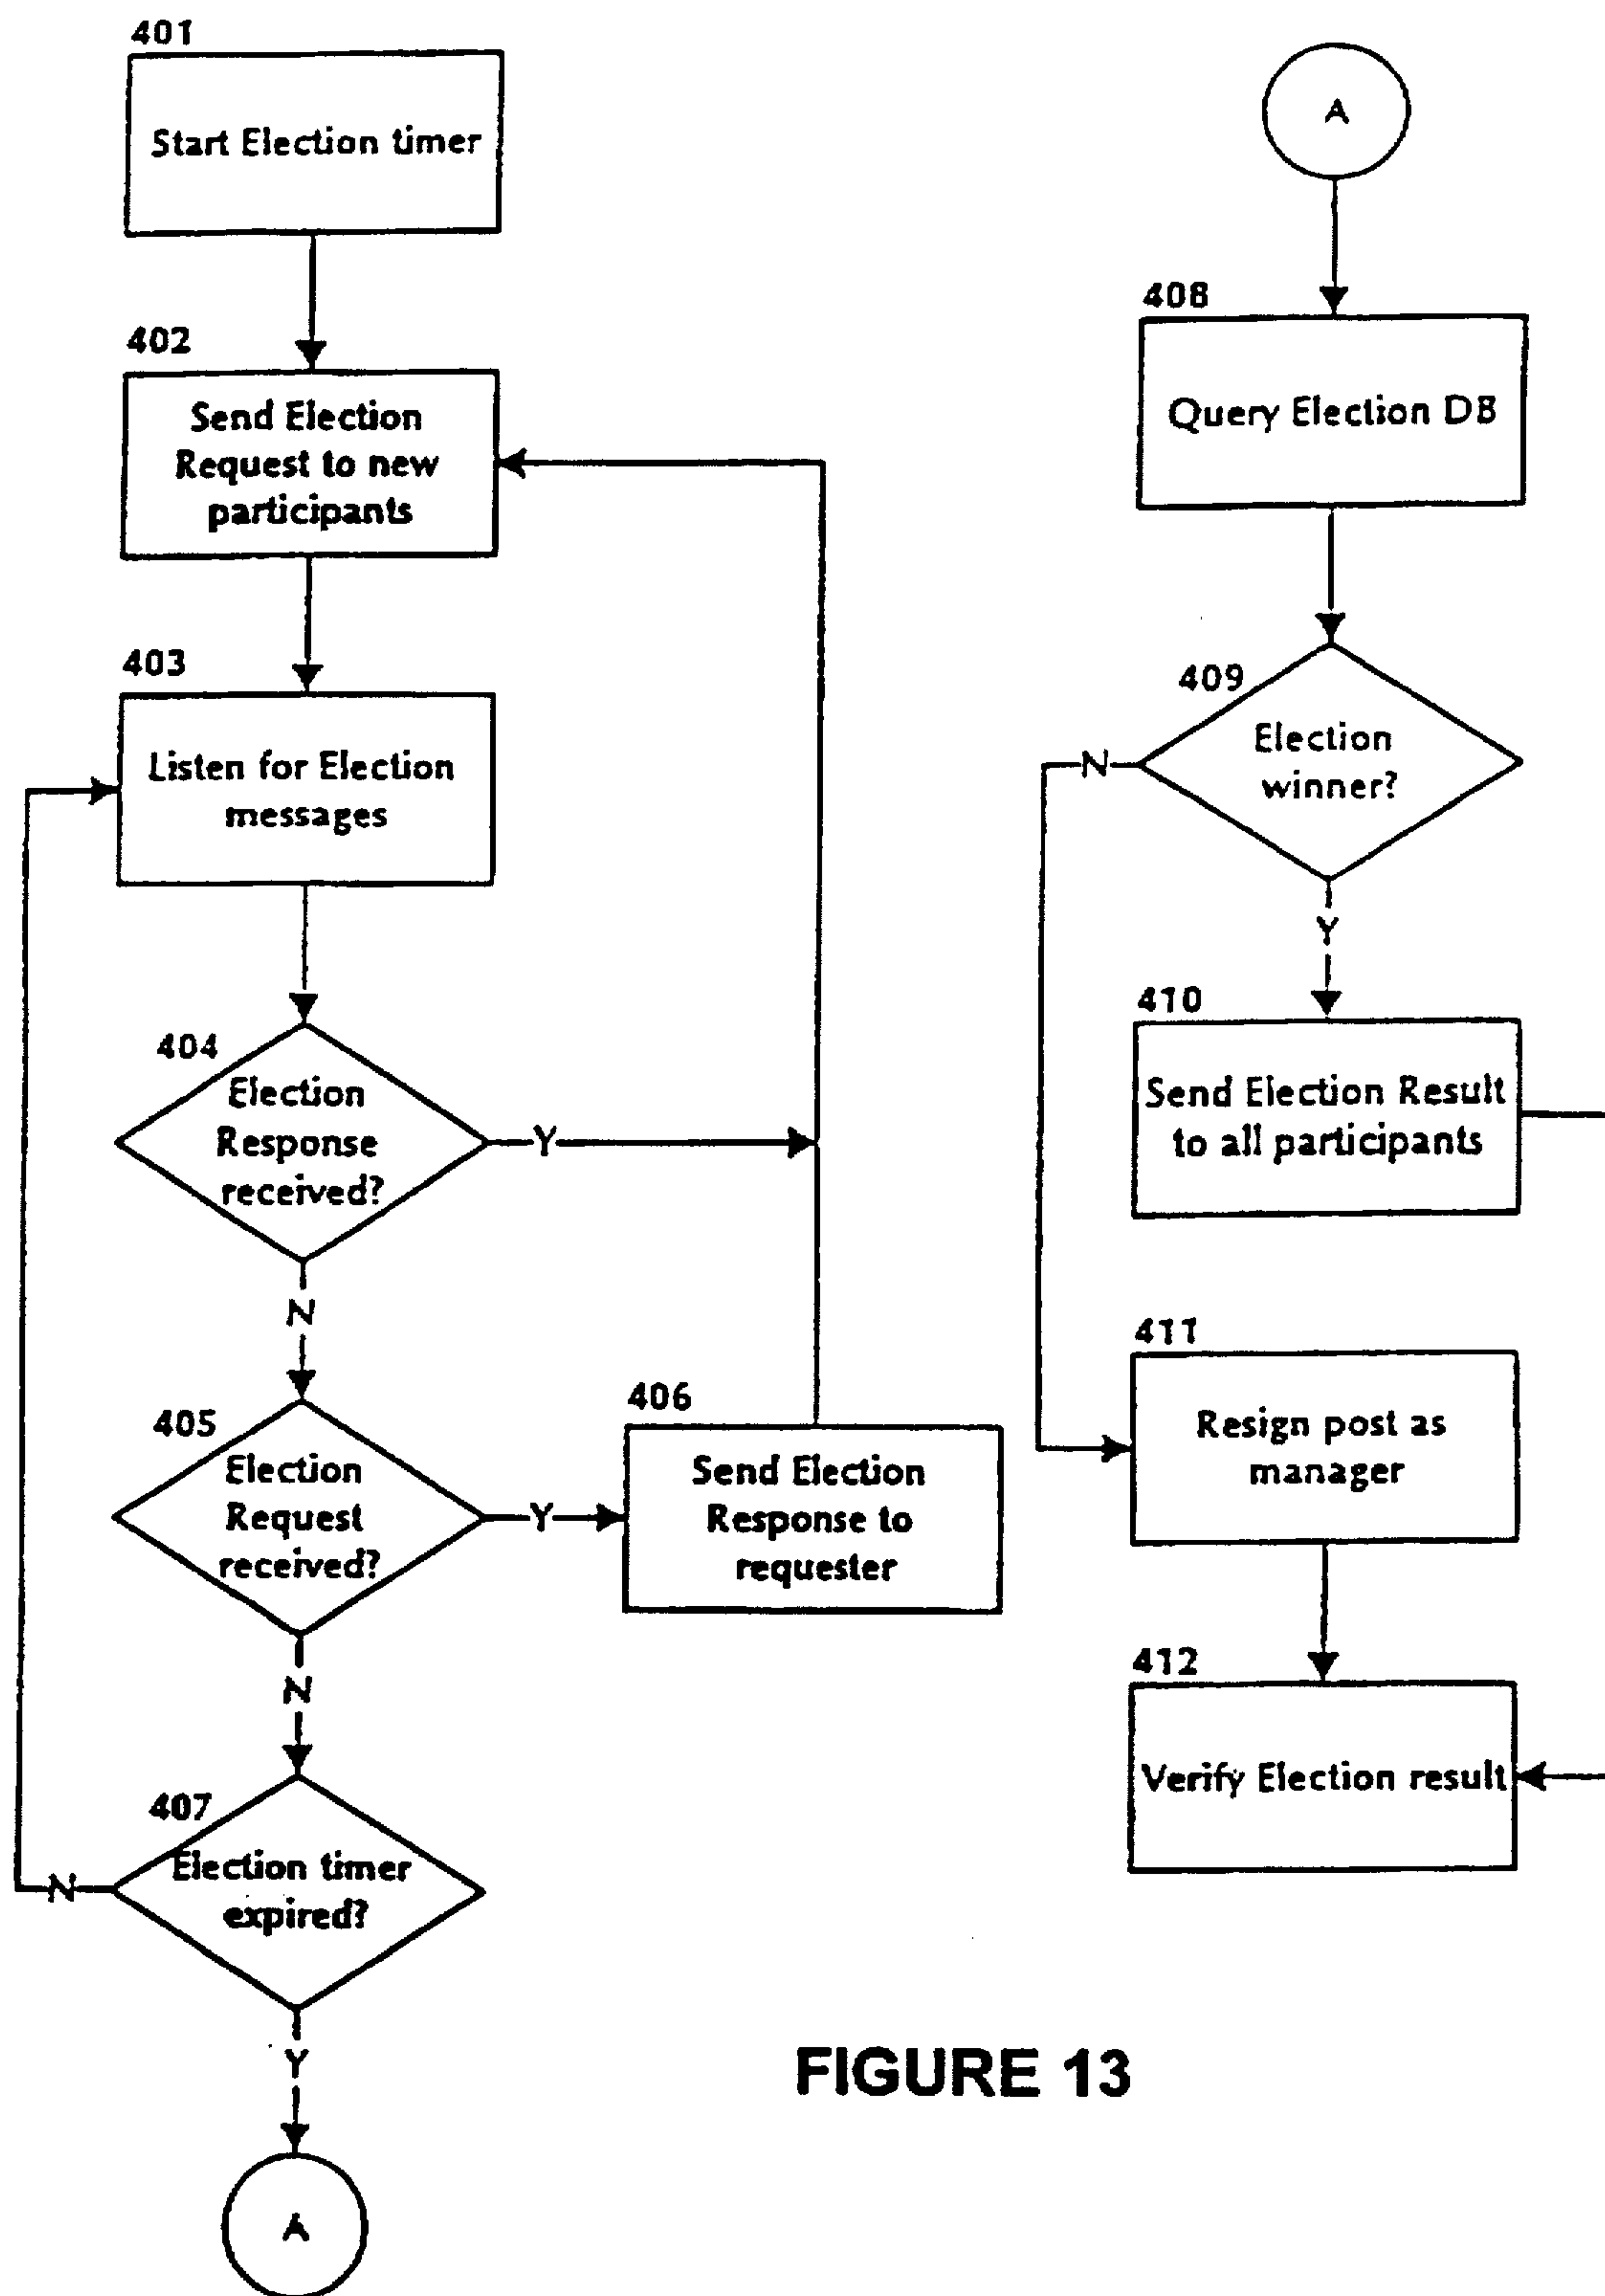 401
Start Election timer
402
Send Election
Request to new
participants
403
Listen for Election
messages
404
Election
Response
received?
Y
N
405
Election
Request
received?
Y
406
Send Election
Response to
requester
N
407
Election timer
expired?
N
Y
A
A
408
Query Election DB
409
Election
winner?
N
Y
410
Send Election Result
to all participants
411
Resign post as
manager
412
Verify Election result
FIGURE 13